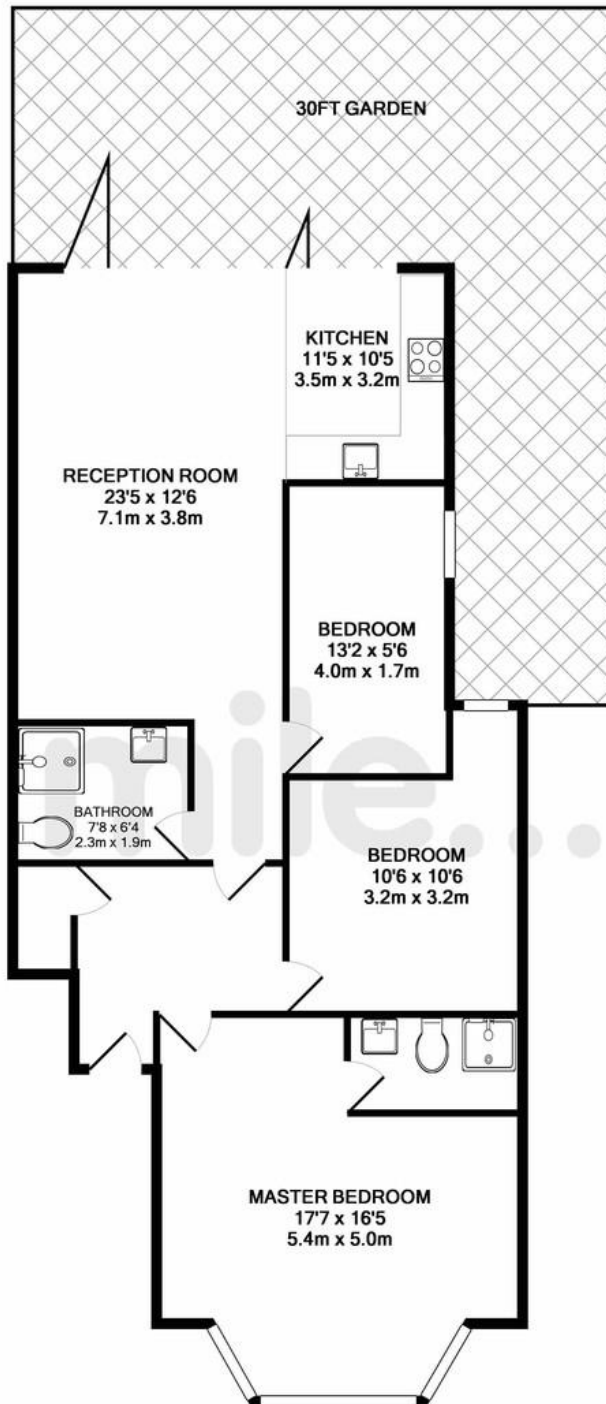 30FT GARDEN
KITCHEN
11'5 x 10'5
3.5m x 3.2m
RECEPTION ROOM
23'5 x 12'6
7.1m x 3.8m
BEDROOM
13'2 x 5'6
4.0m x 1.7m
mile...
BATHROOM
7'8 x 6'4
2.3m x 1.9m
BEDROOM
10'6 x 10'6
3.2m x 3.2m
MASTER BEDROOM
17'7 x 16'5
5.4m x 5.0m